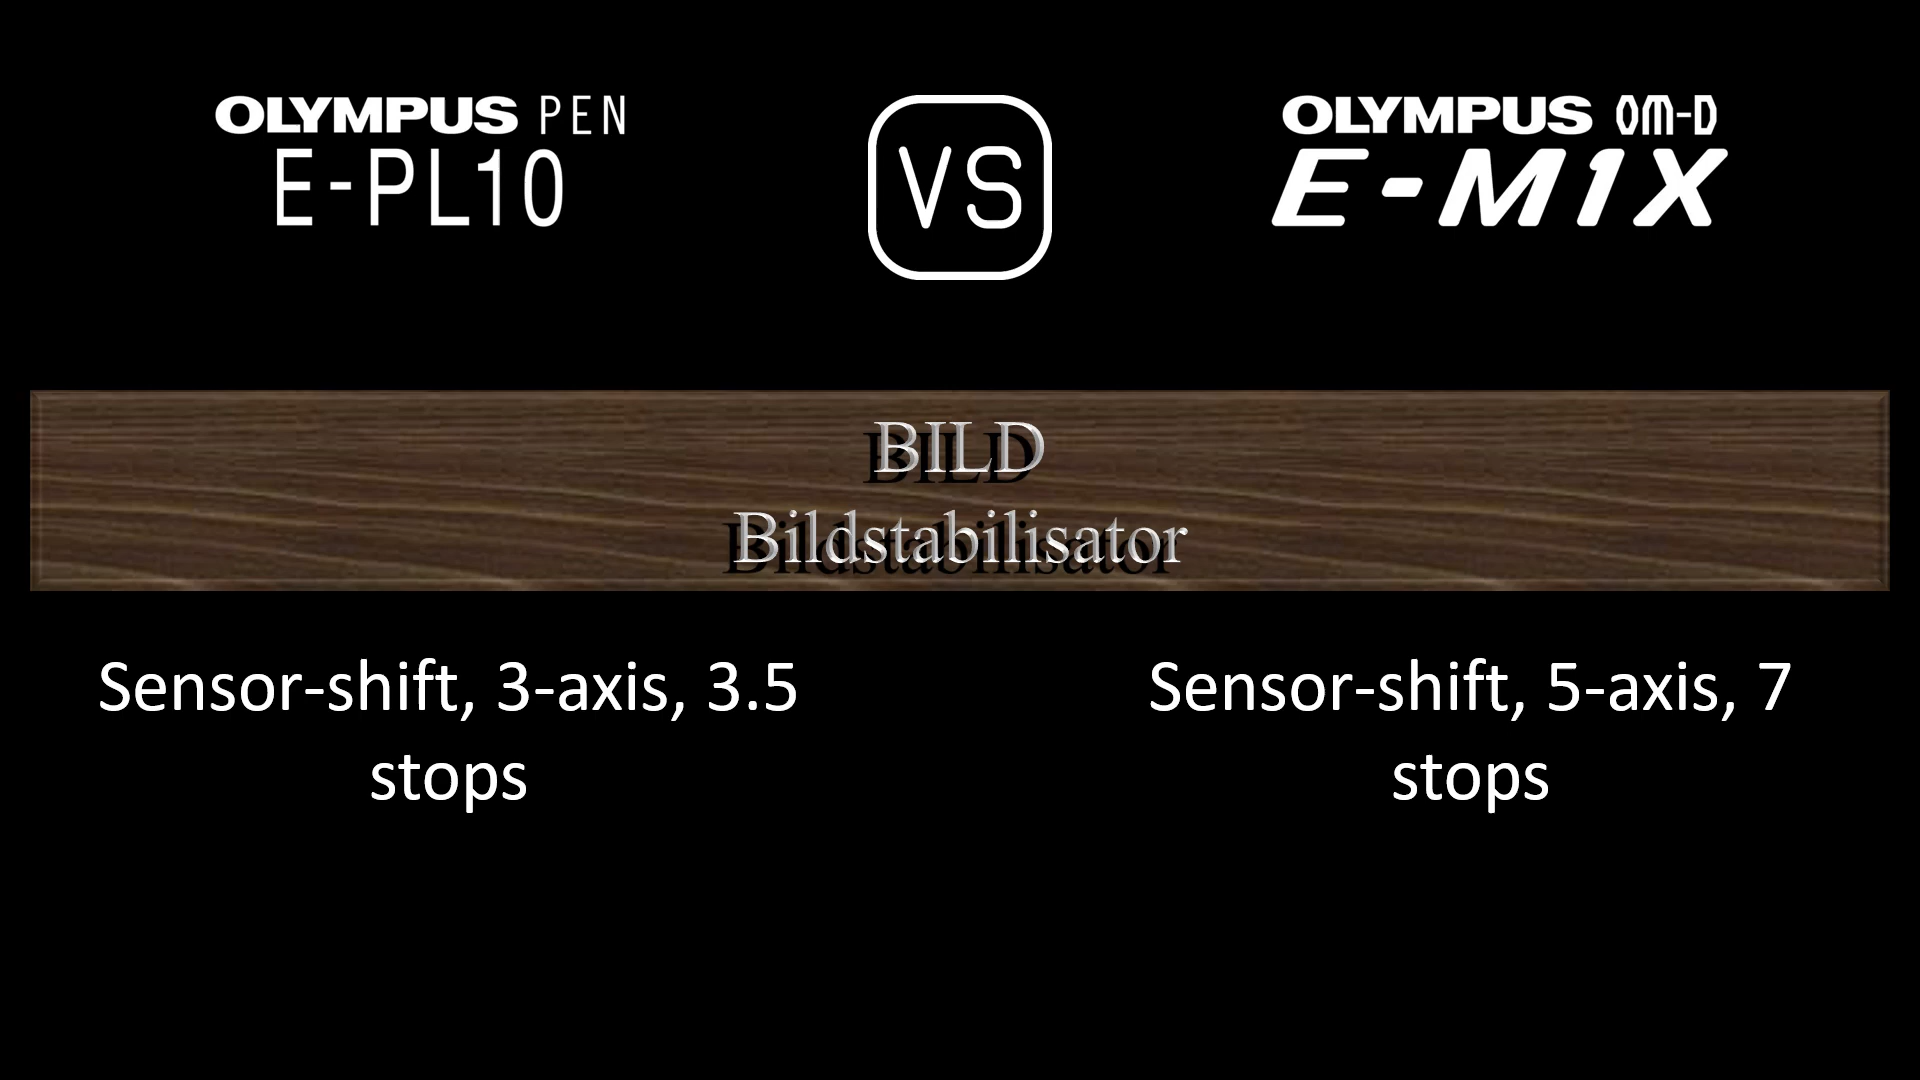 OLYMPUS PEN
E-PL10
VS
OLYMPUS OM-D
E-M1X
BILD
Bildstabilisator
Sensor-shift, 3-axis, 3.5
stops
Sensor-shift, 5-axis, 7
stops